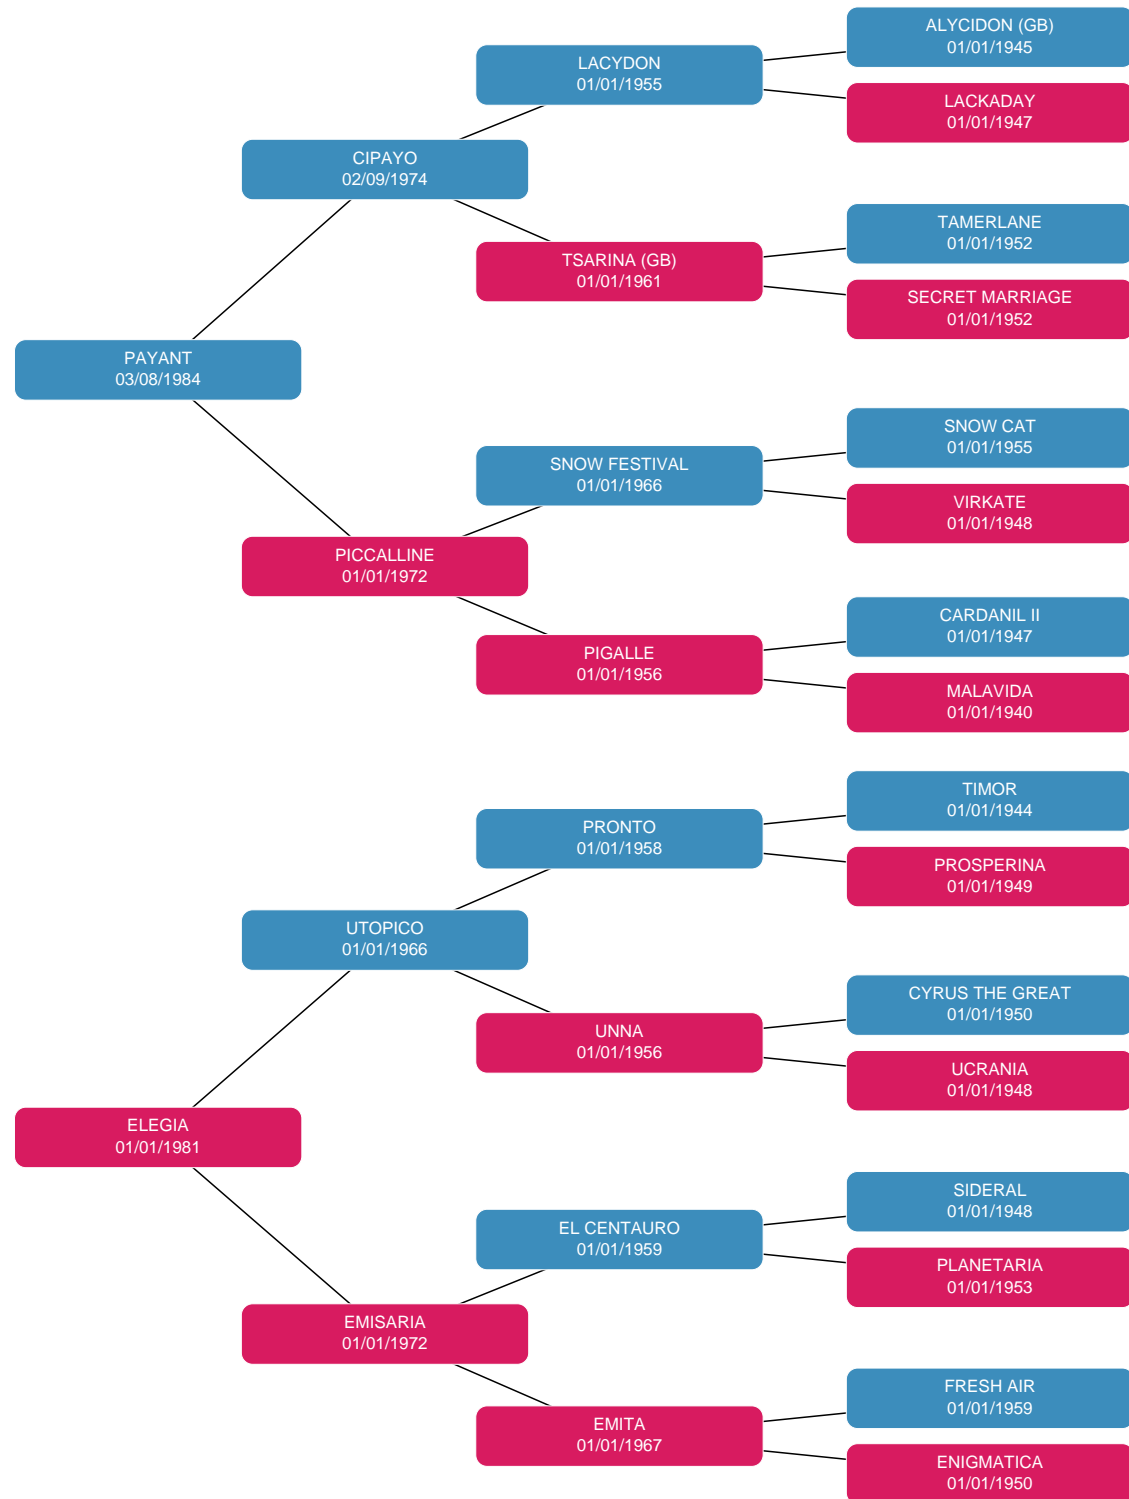 ALYCIDON (GB)
01/01/1945
LACYDON
01/01/1955
LACKADAY
01/01/1947
CIPAYO
02/09/1974
TAMERLANE
01/01/1952
TSARINA (GB)
01/01/1961
SECRET MARRIAGE
01/01/1952
PAYANT
03/08/1984
SNOW CAT
01/01/1955
SNOW FESTIVAL
01/01/1966
VIRKATE
01/01/1948
PICCALLINE
01/01/1972
CARDANIL II
01/01/1947
PIGALLE
01/01/1956
MALAVIDA
01/01/1940
TIMOR
01/01/1944
PRONTO
01/01/1958
PROSPERINA
01/01/1949
UTOPICO
01/01/1966
CYRUS THE GREAT
01/01/1950
UNNA
01/01/1956
UCRANIA
01/01/1948
ELEGIA
01/01/1981
SIDERAL
01/01/1948
EL CENTAURO
01/01/1959
PLANETARIA
01/01/1953
EMISARIA
01/01/1972
FRESH AIR
01/01/1959
EMITA
01/01/1967
ENIGMATICA
01/01/1950